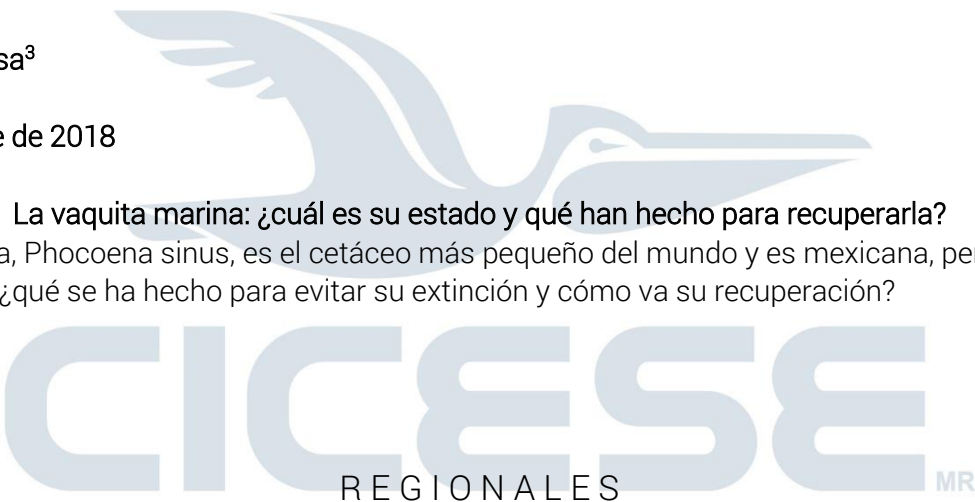 sa³
e de 2018
La vaquita marina: ¿cuál es su estado y qué han hecho para recuperarla?
a, Phocoena sinus, es el cetáceo más pequeño del mundo y es mexicana, per
¿qué se ha hecho para evitar su extinción y cómo va su recuperación?
CICESE
MR
REGIONALES